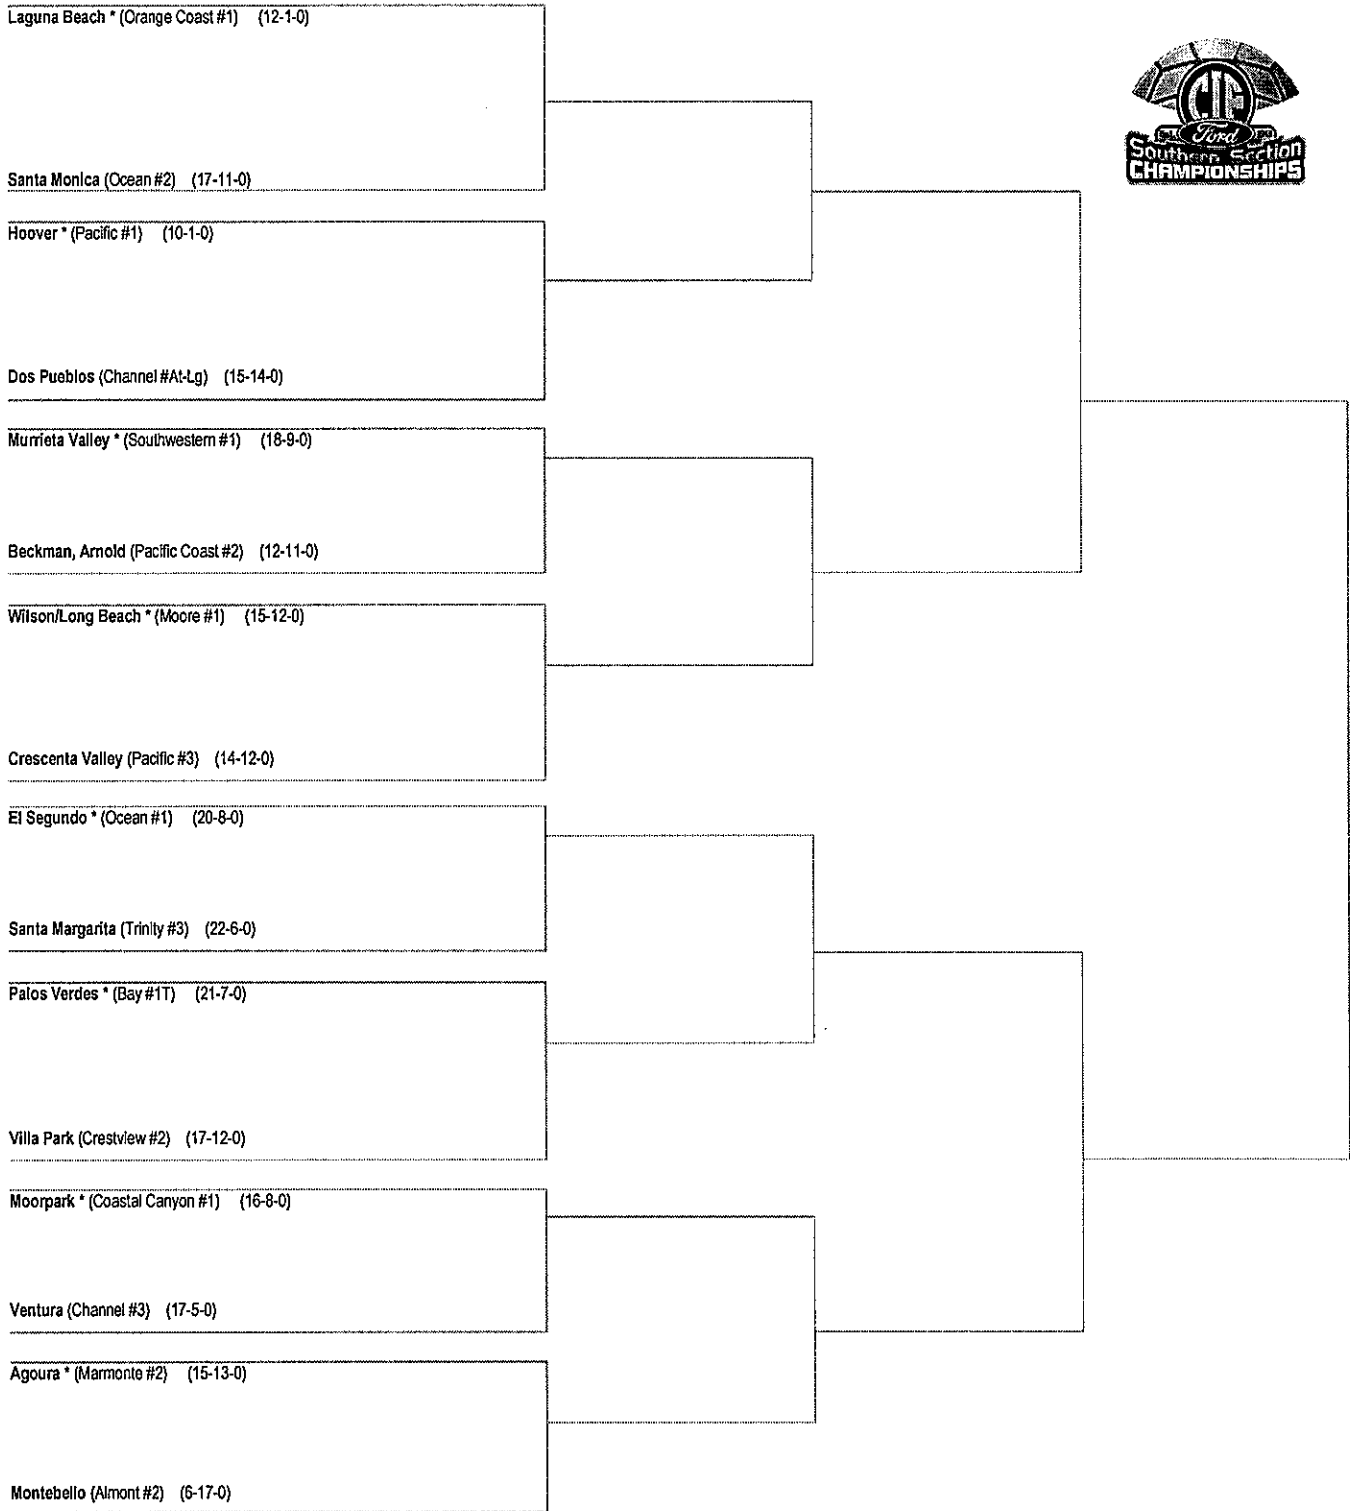 Laguna Beach * (Orange Coast #1) (12-1-0)
CIF
Ford
Southern Section
CHAMPIONSHIPS
Santa Monica (Ocean #2) (17-11-0)
Hoover * (Pacific #1) (10-1-0)
Dos Pueblos (Channel #At-Lg) (15-14-0)
Murrieta Valley * (Southwestern #1) (18-9-0)
Beckman, Arnold (Pacific Coast #2) (12-11-0)
Wilson/Long Beach * (Moore #1) (15-12-0)
Crescenta Valley (Pacific #3) (14-12-0)
El Segundo * (Ocean #1) (20-8-0)
Santa Margarita (Trinity #3) (22-6-0)
Palos Verdes * (Bay #1T) (21-7-0)
Villa Park (Crestview #2) (17-12-0)
Moorpark * (Coastal Canyon #1) (16-8-0)
Ventura (Channel #3) (17-5-0)
Agoura * (Marmonte #2) (15-13-0)
Montebello (Almont #2) (6-17-0)